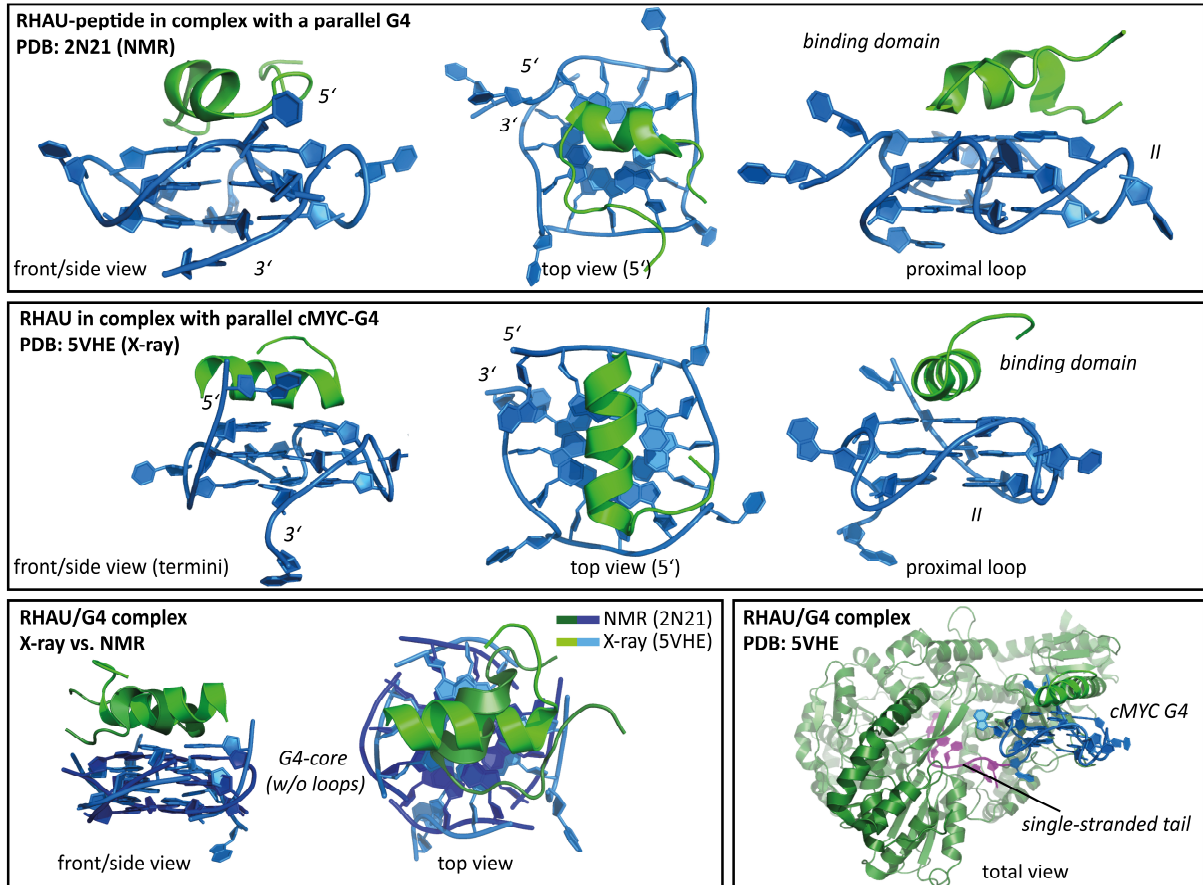 RHAU-peptide in complex with a parallel G4
PDB: 2N21 (NMR)
binding domain
5‘
5‘
3‘
II
3‘
front/side view
top view (5‘)
proximal loop
RHAU in complex with parallel cMYC-G4
PDB: 5VHE (X-ray)
5‘
binding domain
3‘
5‘
II
3‘
front/side view (termini)
top view (5‘)
proximal loop
RHAU/G4 complex
X-ray vs. NMR
NMR (2N21)
X-ray (5VHE)
G4-core
(w/o loops)
front/side view
top view
RHAU/G4 complex
PDB: 5VHE
cMYC G4
single-stranded tail
total view